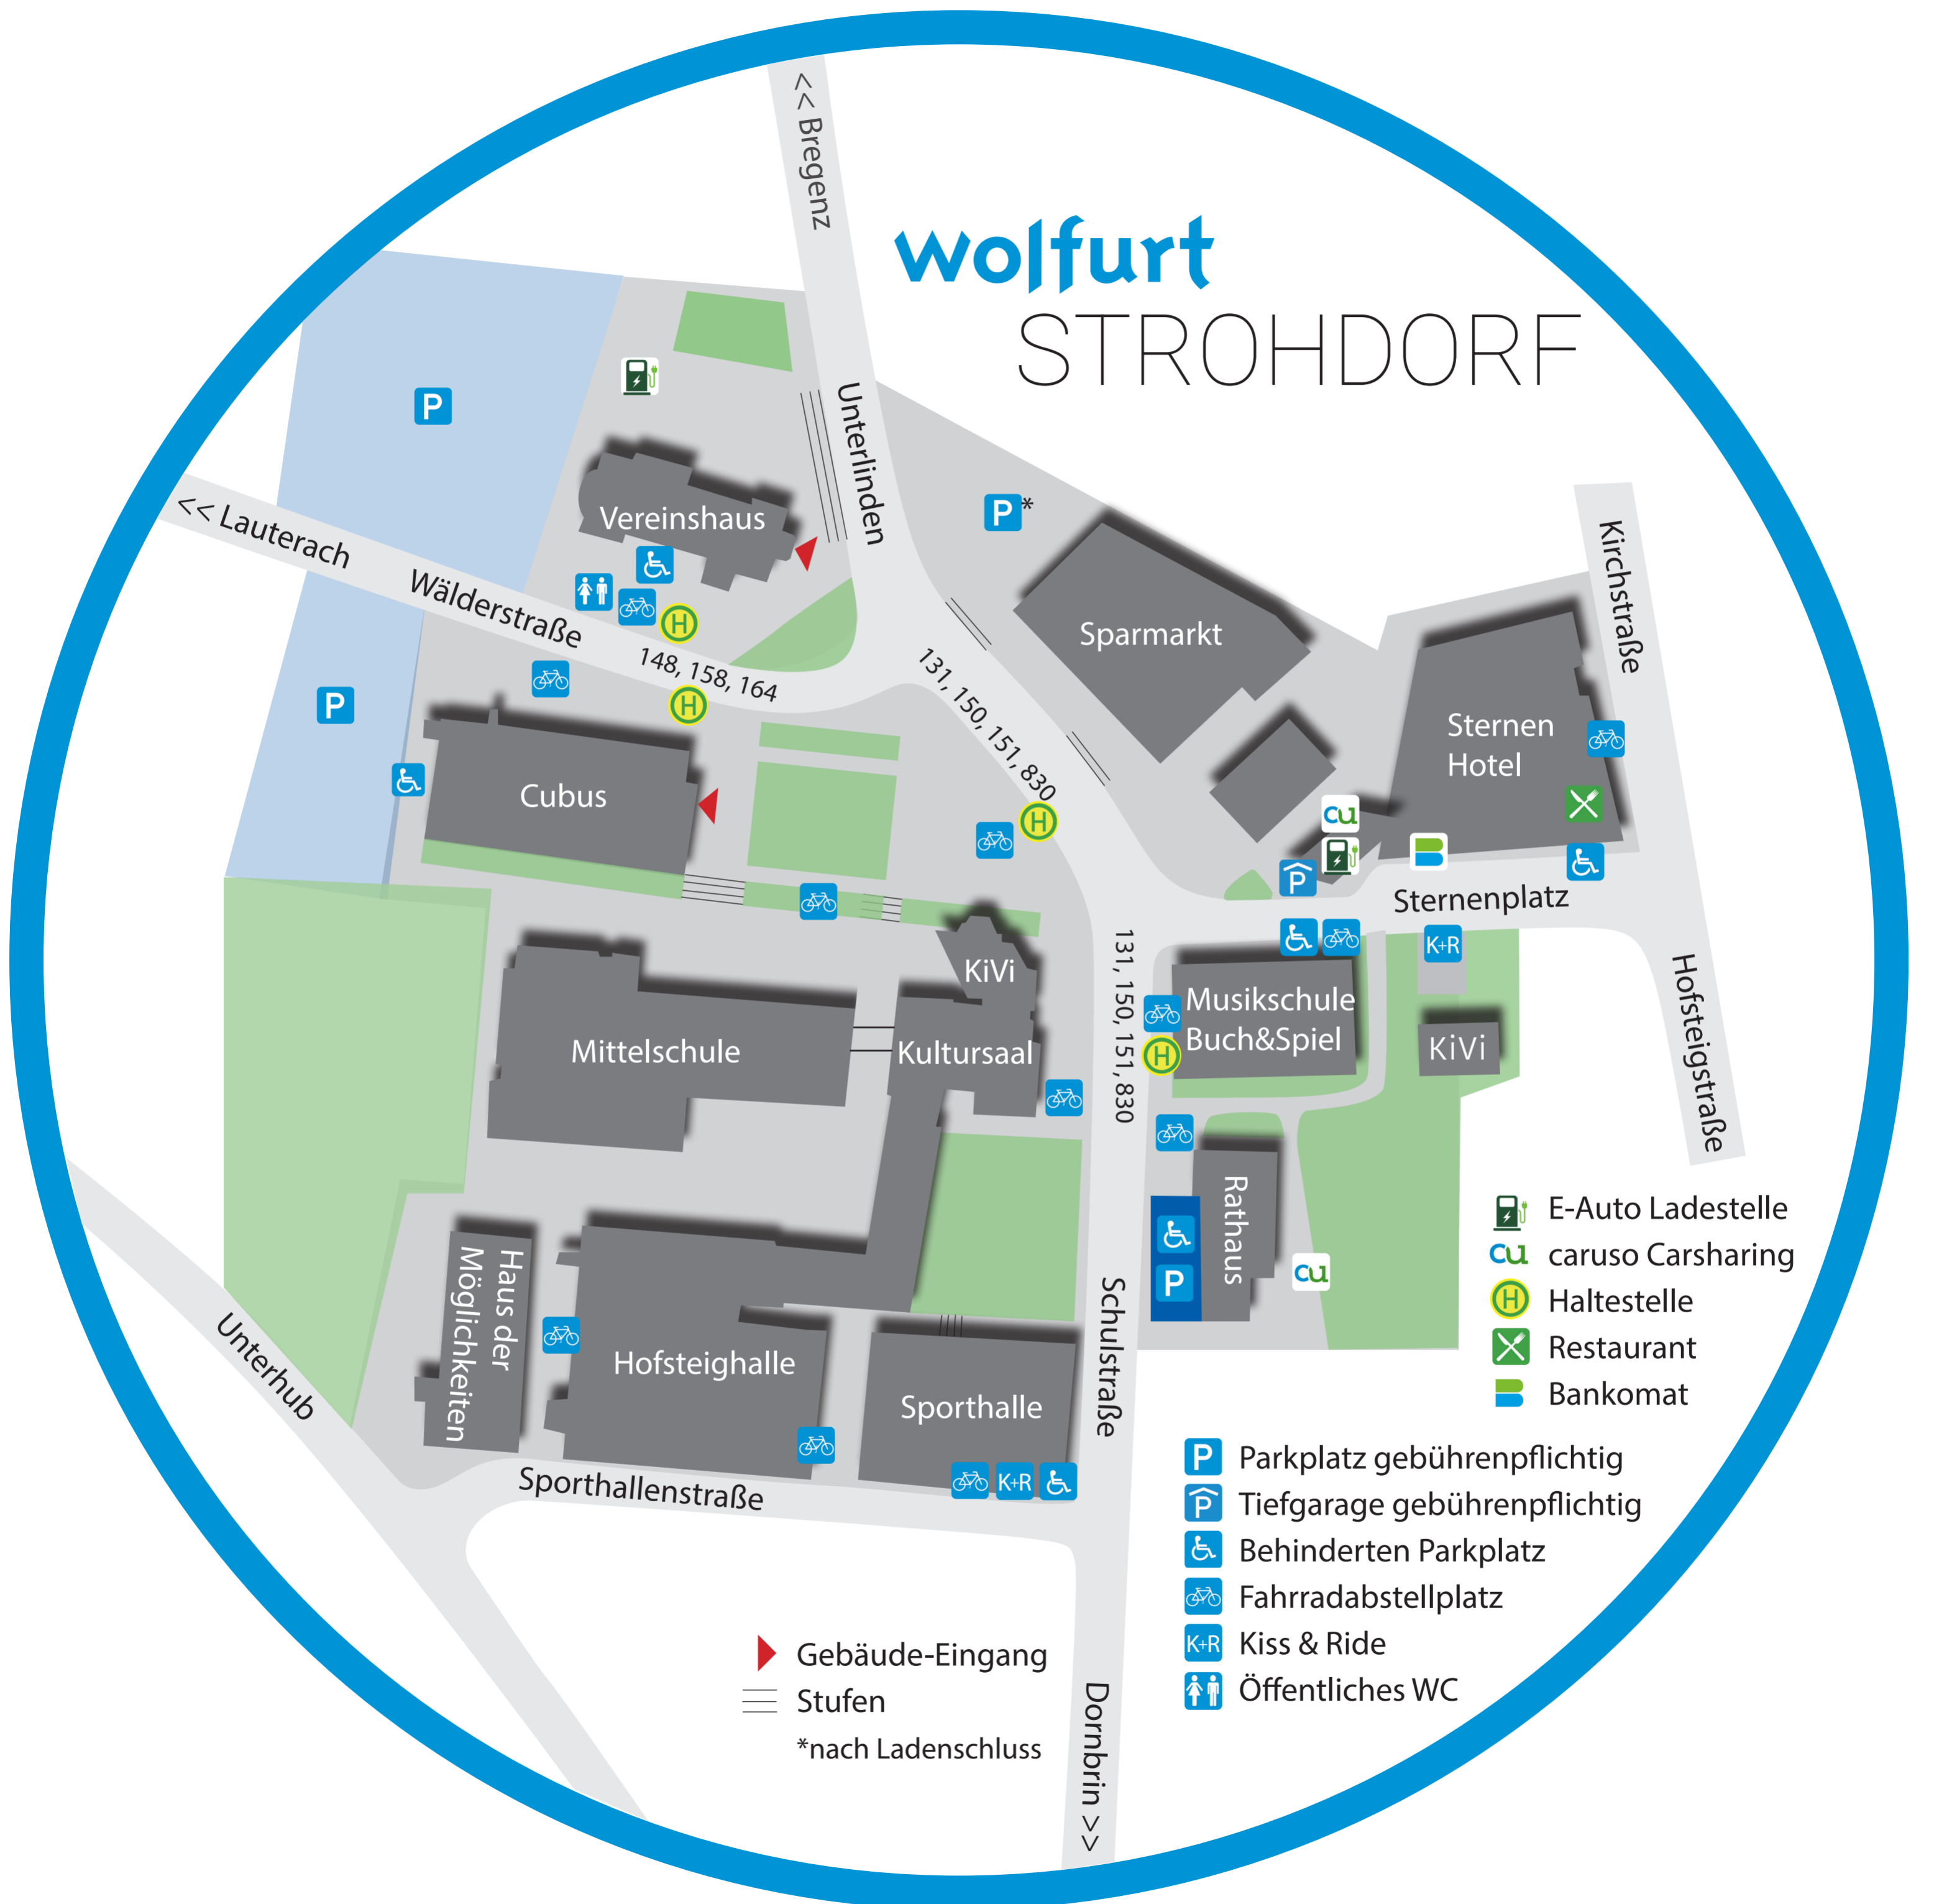 << Bregenz
wolfurt
STROHDORF
P
Unterlinden
P*
<< Lauterach
Wälderstraße
Vereinshaus
H
148, 158, 164
H
P
Kirchstraße
Sparmarkt
131, 150, 151, 830
H
Sternen
Hotel
Cubus
cu
P
Sternenplatz
K+R
KiVi
131, 150, 151, 830
Musikschule
Buch&Spiel
H
KiVi
Hofsteigstraße
Mittelschule
Kultursaal
Rathaus
P
cu
Haus der
Möglichkeiten
Unterhub
Hofsteighalle
Sporthalle
Schulstraße
K+R
Sporthallenstraße
Dornbrin >>
E-Auto Ladestelle
cu caruso Carsharing
H Haltestelle
Restaurant
Bankomat
P Parkplatz gebührenpflichtig
P Tiefgarage gebührenpflichtig
Behinderten Parkplatz
Fahrradabstellplatz
K+R Kiss & Ride
Öffentliches WC
Gebäude-Eingang
Stufen
*nach Ladenschluss